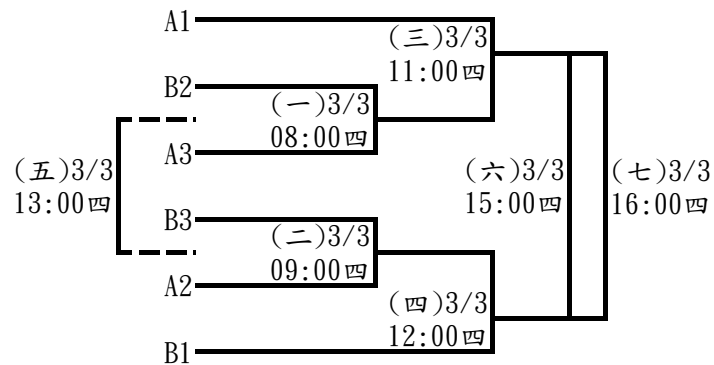 A1
(三)3/3
11:00四
B2
(一)3/3
08:00四
A3
(五)3/3
13:00四
(六)3/3
15:00四
(七)3/3
16:00四
B3
(二)3/3
09:00四
A2
(四)3/3
12:00四
B1